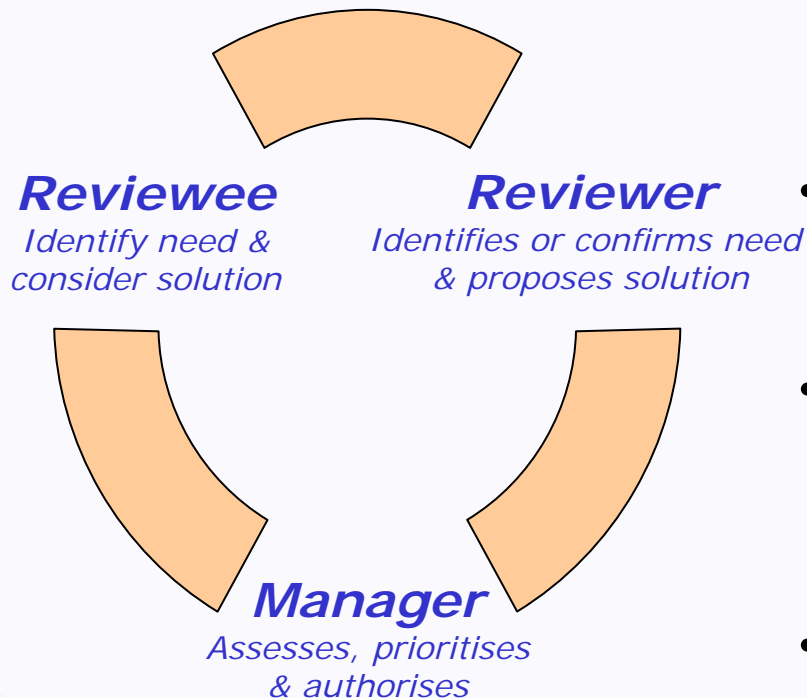 Reviewee
Identify need &
consider solution
Reviewer
Identifies or confirms need
& proposes solution
Manager
Assesses, prioritises
& authorises